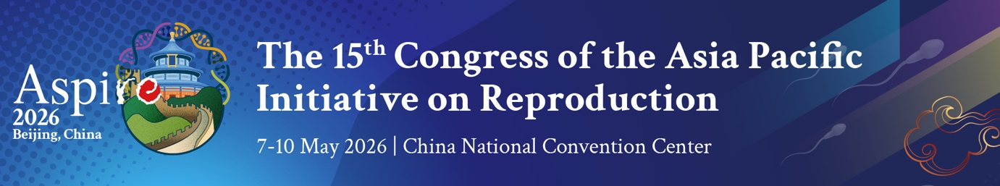 Aspire
2026
Beijing, China
The 15th Congress of the Asia Pacific
Initiative on Reproduction
7-10 May 2026 | China National Convention Center